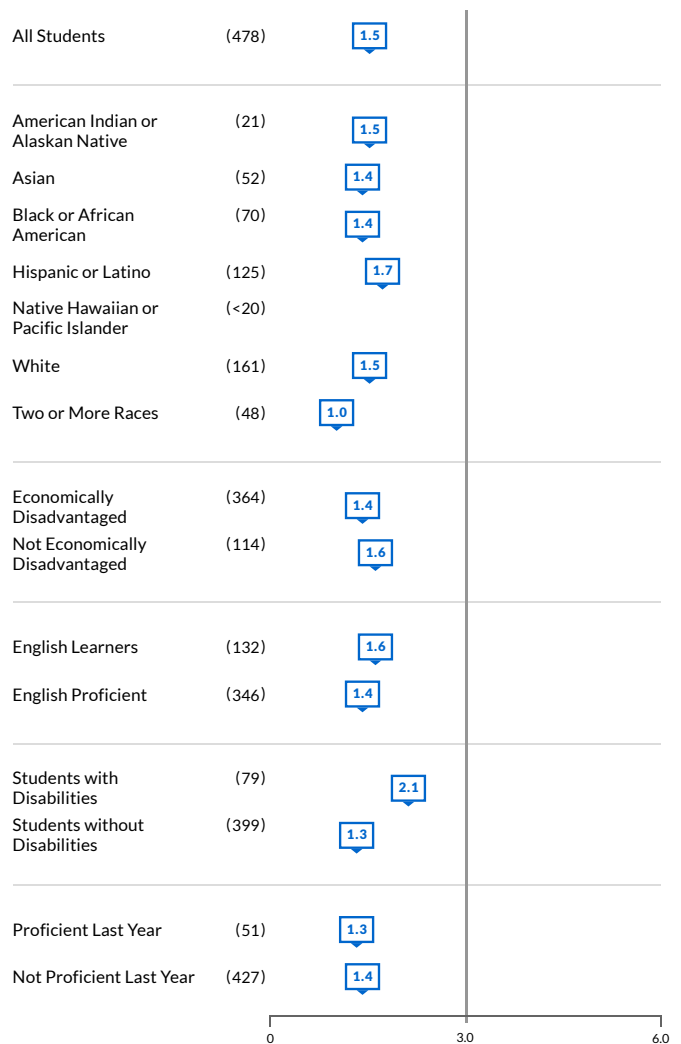 All Students (478) 1.5
American Indian or (21)
Alaskan Native 1.5
Asian (52) 1.4
Black or African (70)
American 1.4
Hispanic or Latino (125) 1.7
Native Hawaiian or (<20)
Pacific Islander
White (161) 1.5
Two or More Races (48) 1.0
Economically (364)
Disadvantaged 1.4
Not Economically (114)
Disadvantaged 1.6
English Learners (132) 1.6
English Proficient (346) 1.4
Students with (79)
Disabilities 2.1
Students without (399)
Disabilities 1.3
Proficient Last Year (51) 1.3
Not Proficient Last Year (427) 1.4
0 3.0 6.0